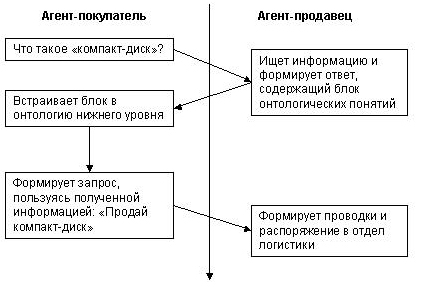 Агент-покупатель
Агент-продавец
Что такое «компакт-диск»?
Ищет информацию и
формирует ответ,
содержащий блок
онтологических понятий
Встраивает блок в
онтологию нижнего уровня
Формирует запрос,
пользуясь полученной
информацией: «Продай
компакт-диск»
Формирует проводки и
распоряжение в отдел
логистики